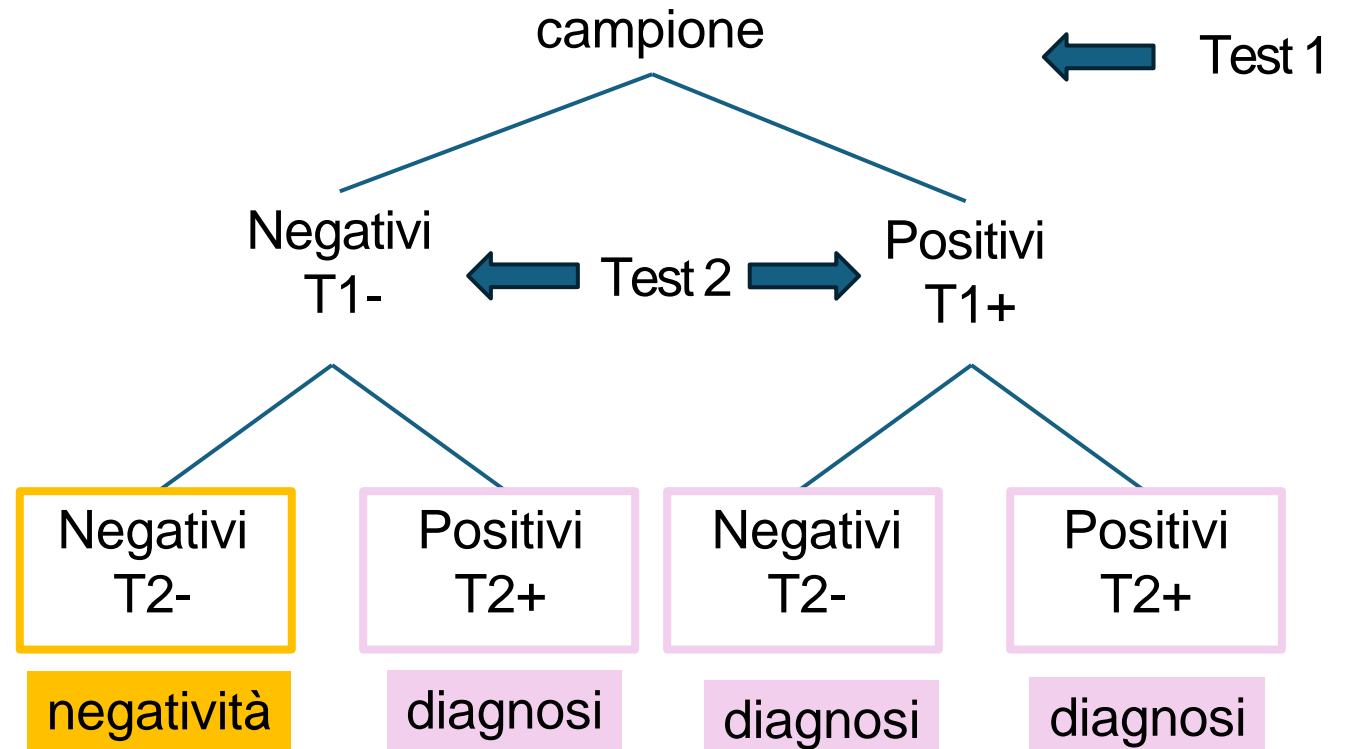 campione
Test 1
Negativi
T1-
Test 2
Positivi
T1+
Negativi
T2-
Positivi
T2+
Negativi
T2-
Positivi
T2+
negatività
diagnosi
diagnosi
diagnosi